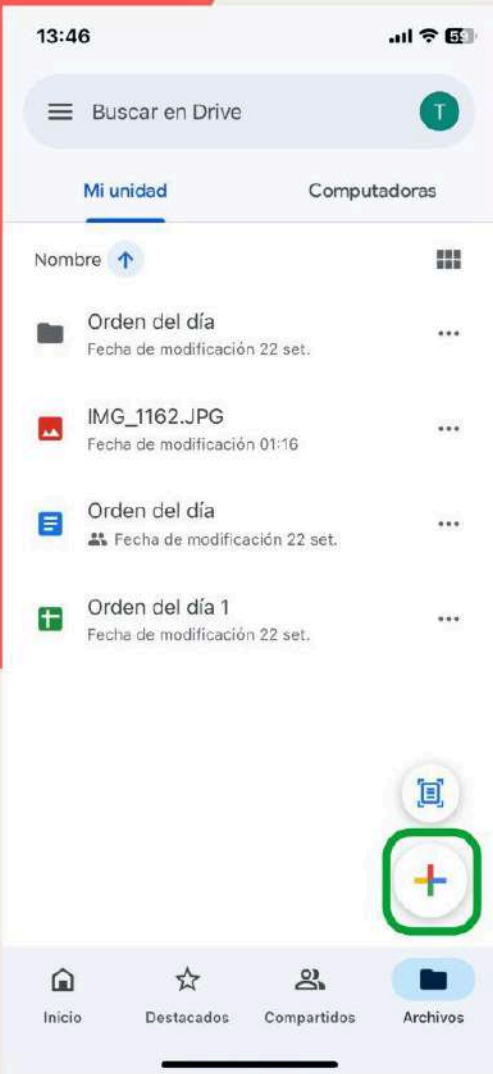 13:46
59
Buscar en Drive
T
Mi unidad
Computadoras
Nombre
Orden del día
Fecha de modificación 22 set.
IMG_1162.JPG
Fecha de modificación 01:16
Orden del día
Fecha de modificación 22 set.
Orden del día 1
Fecha de modificación 22 set.
Inicio
Destacados
Compartidos
Archivos